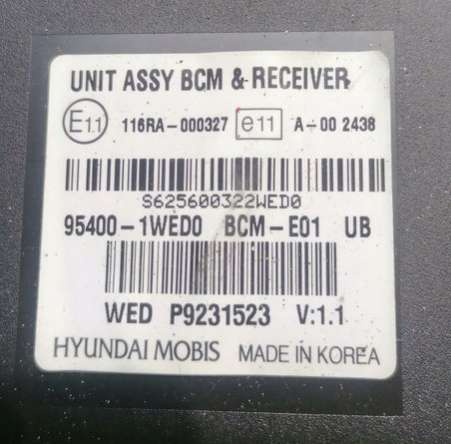 UNIT ASSY BCM & RECEIVER
E11 116RA-000327 e11 A-00 2438
S625600322WED0
95400-1WED0 BCM-E01 UB
WED P9231523 V:1.1
HYUNDAI MOBIS MADE IN KOREA